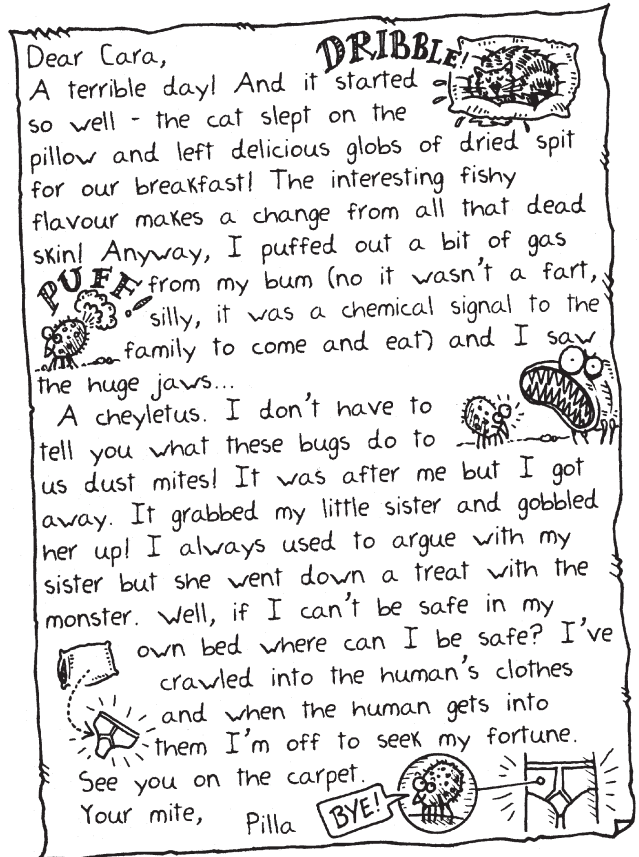 Dear Cara,
DRIBBLE!
A terrible day! And it started
so well - the cat slept on the
pillow and left delicious globs of dried spit
for our breakfast! The interesting fishy
flavour makes a change from all that dead
skin! Anyway, I puffed out a bit of gas
PUFF!
from my bum (no it wasn't a fart,
silly, it was a chemical signal to the
family to come and eat) and I saw
the huge jaws...
A cheyletus. I don't have to
tell you what these bugs do to
us dust mites! It was after me but I got
away. It grabbed my little sister and gobbled
her up! I always used to argue with my
sister but she went down a treat with the
monster. Well, if I can't be safe in my
own bed where can I be safe? I've
crawled into the human's clothes
and when the human gets into
them I'm off to seek my fortune.
See you on the carpet.
Your mite,
Pilla
BYE!